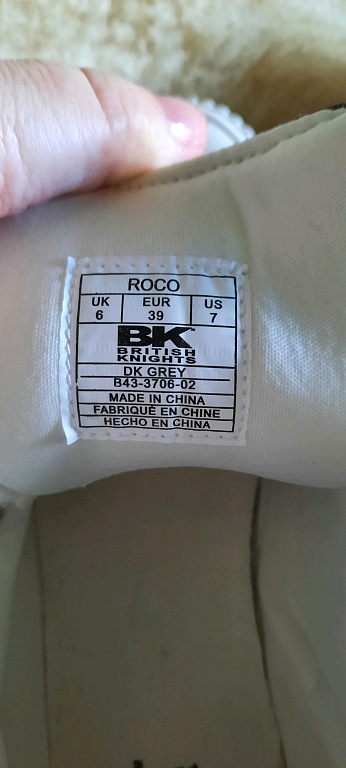 ROCO
UK EUR US
6 39 7
BK™
BRITISH
KNIGHTS
DK GREY
B43-3706-02
MADE IN CHINA
FABRIQUÉ EN CHINE
HECHO EN CHINA